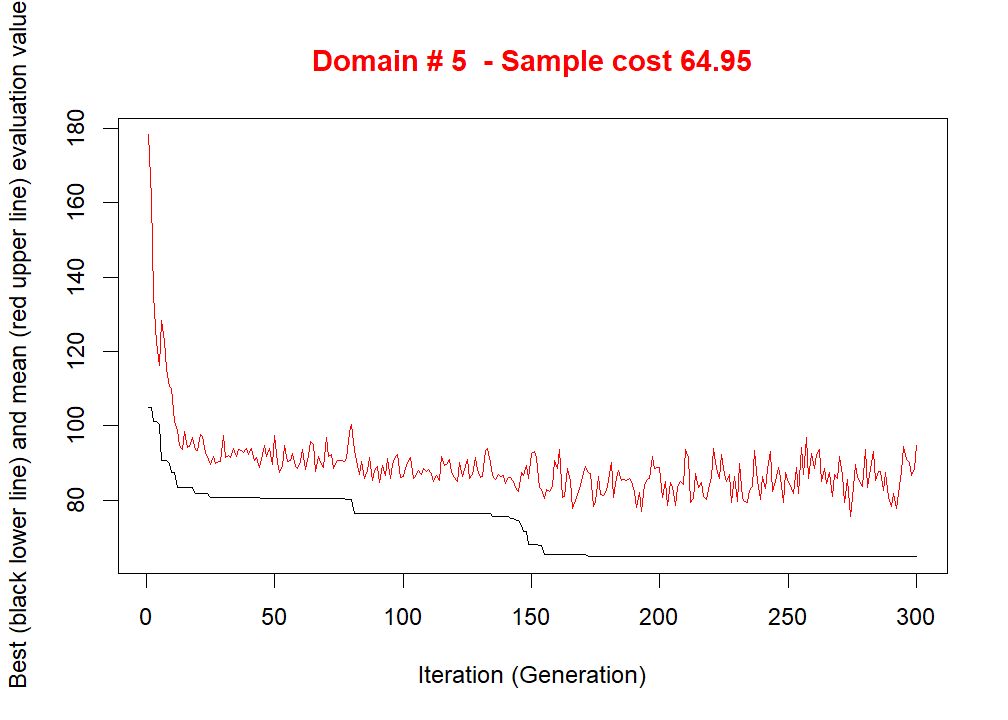 Domain # 5  - Sample cost 64.95
Best (black lower line) and mean (red upper line) evaluation value
180
160
140
120
100
80
0 50 100 150 200 250 300
Iteration (Generation)